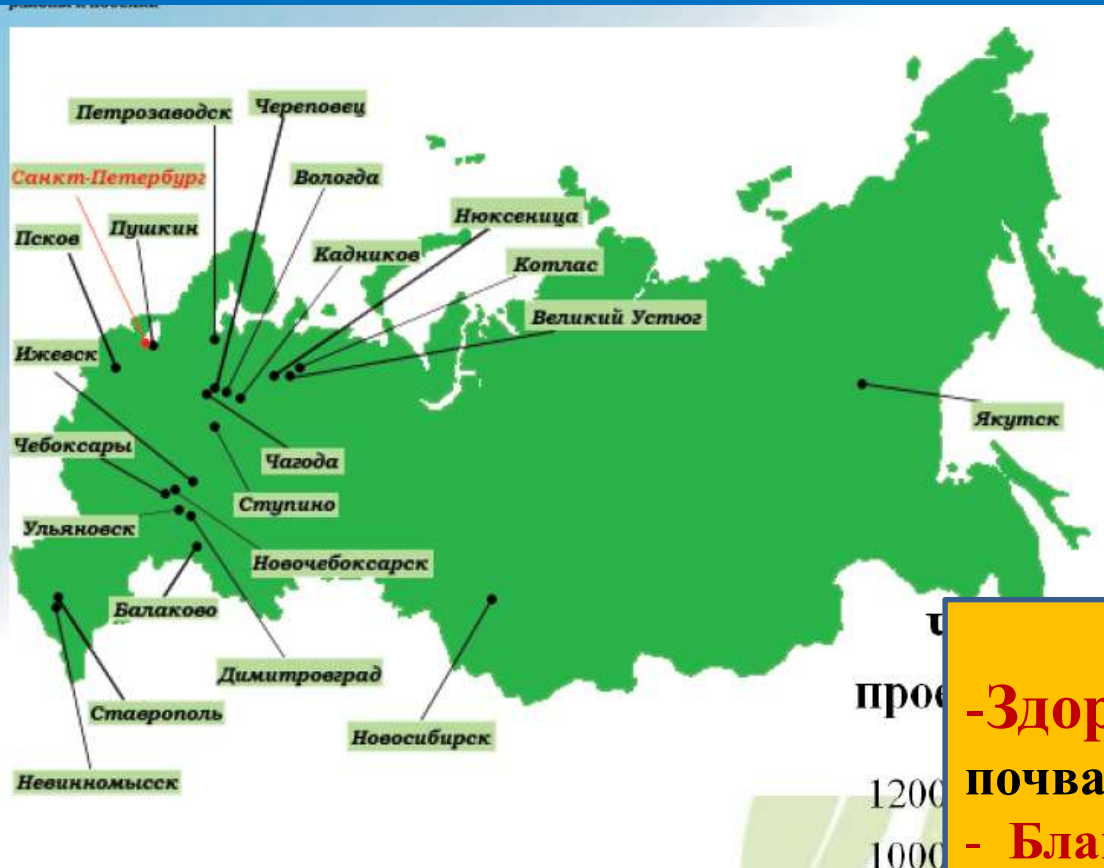 Петрозаводск
Череповец
Санкт-Петербург
Вологда
Пушкин
Нюксеница
Псков
Кадников
Котлас
Великий Устюг
Ижевск
Якутск
Чебоксары
Чагода
Ступино
Ульяновск
Новочебоксарск
Балаково
Димитровград
Ставрополь
Новосибирск
Невинномысск
прое
-Здор
почва
1200
- Бла
1000